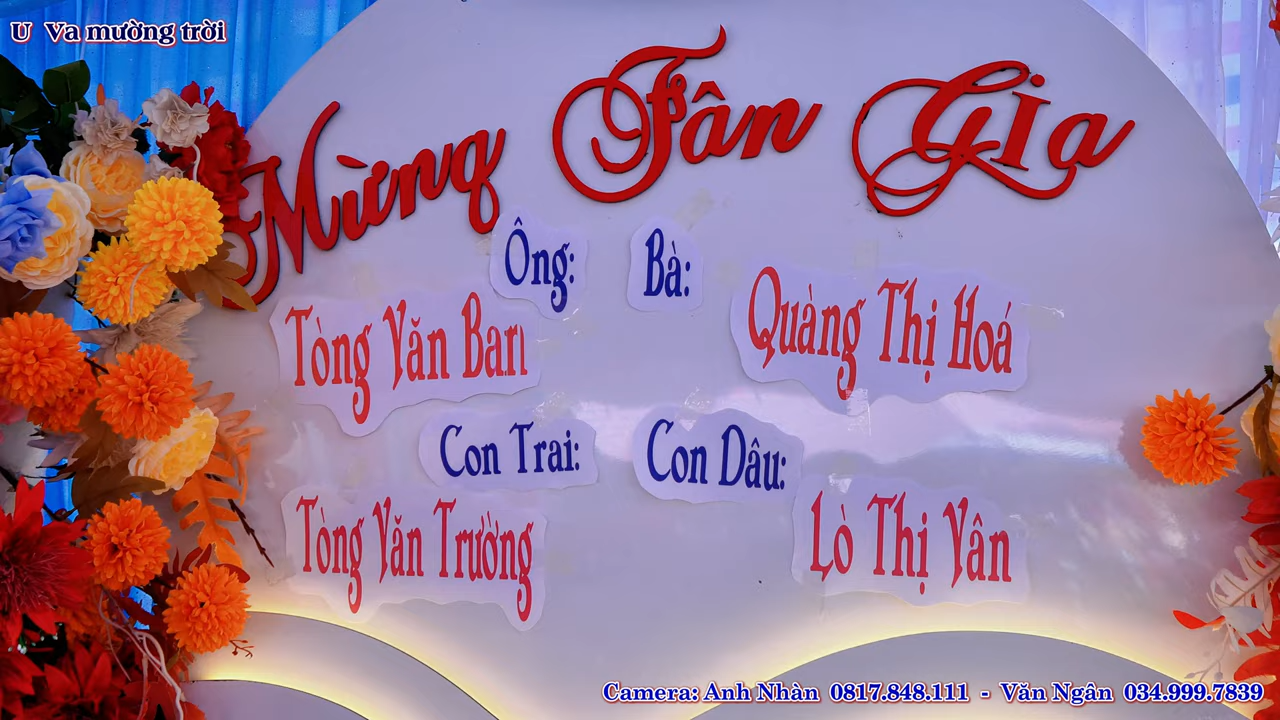 U Va mường trời
Mừng Tân Gia
Ông: Bà:
Tòng Văn Ban Quàng Thị Hoá
Con Trai: Con Dâu:
Tòng Văn Trường Lò Thị Vân
Camera: Anh Nhàn 0817.848.111 - Văn Ngân 034.999.7839